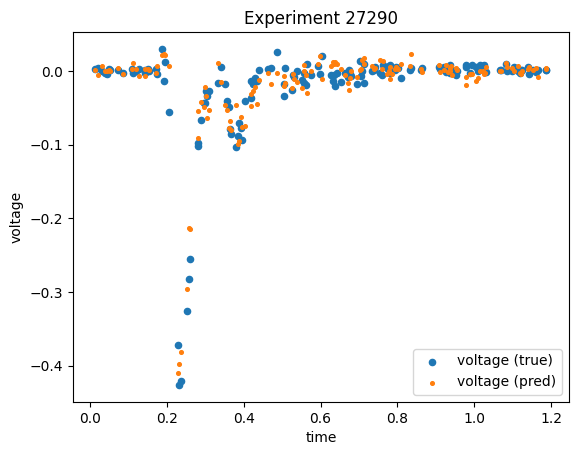 Experiment 27290
voltage
0.0
−0.1
−0.2
−0.3
−0.4
voltage (true)
voltage (pred)
0.0 0.2 0.4 0.6 0.8 1.0 1.2
time